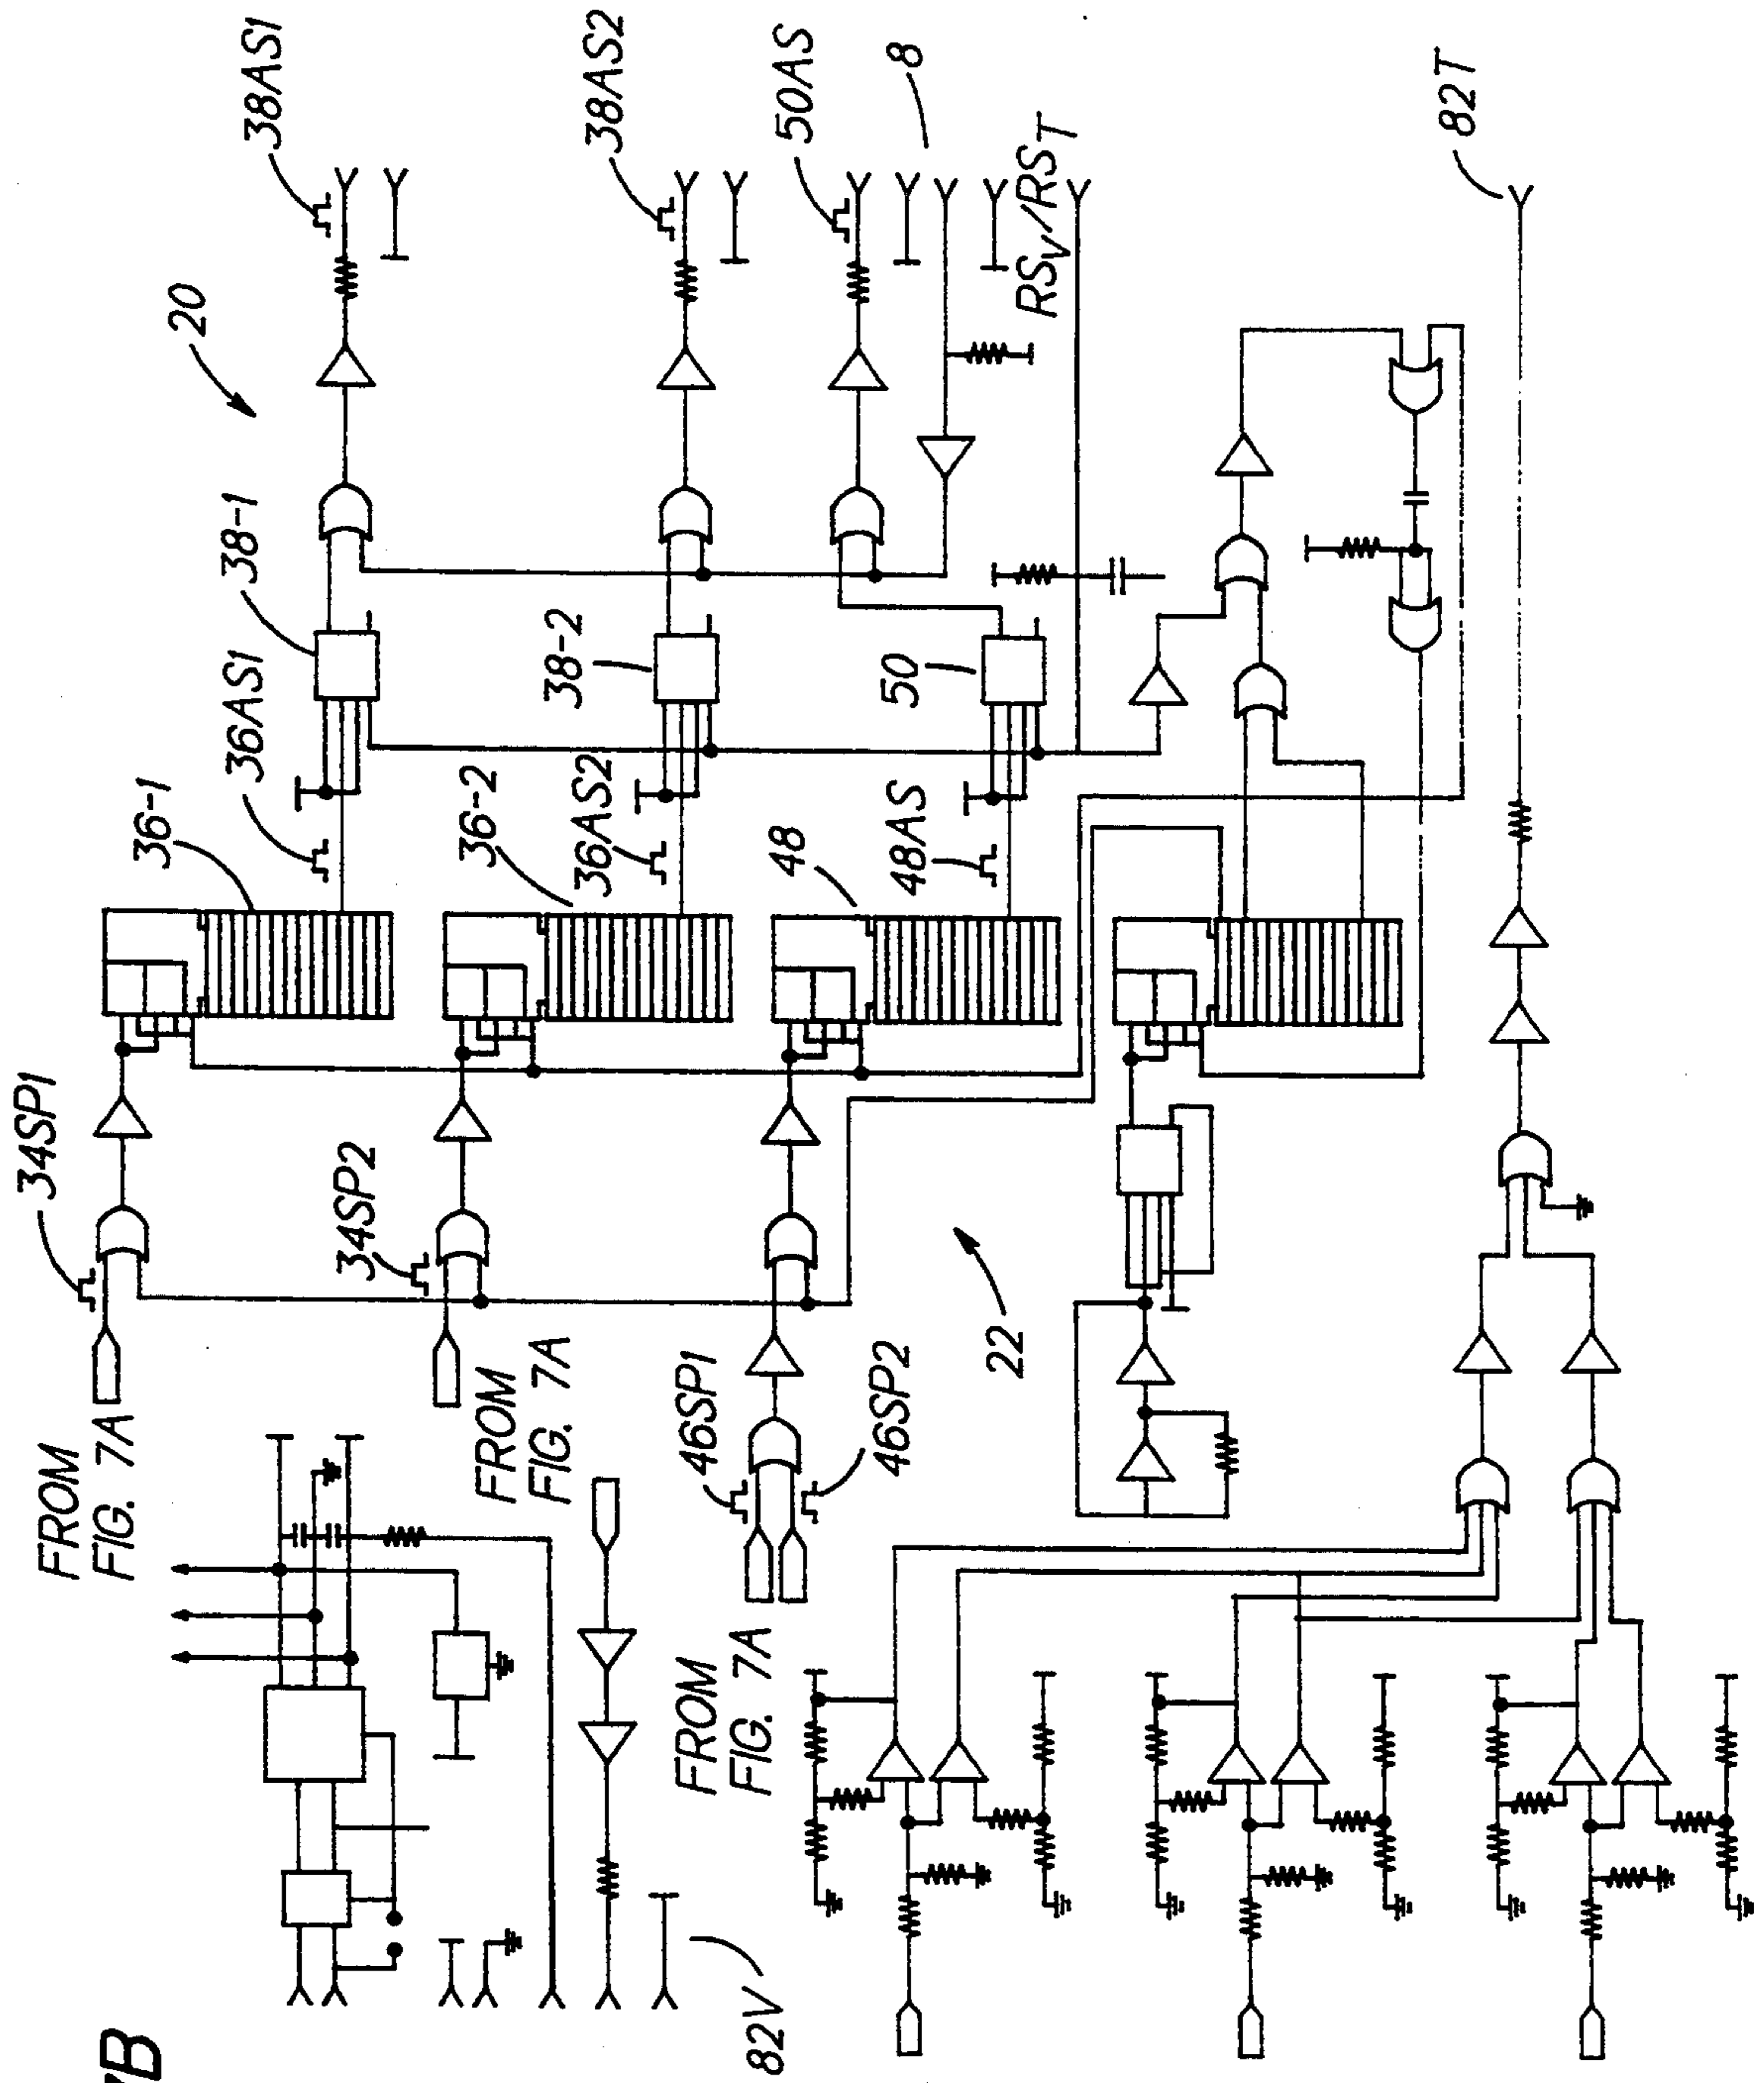 38AS1
38AS2
50AS
8
RSV/RST
82T
20
38-1
36AS1
38-2
50
36-1
36-2
36AS2
48
48AS
34SP1
34SP2
22
FROM
FIG. 7A
FROM
FIG. 7A
46SP1
46SP2
FROM
FIG. 7A
82V